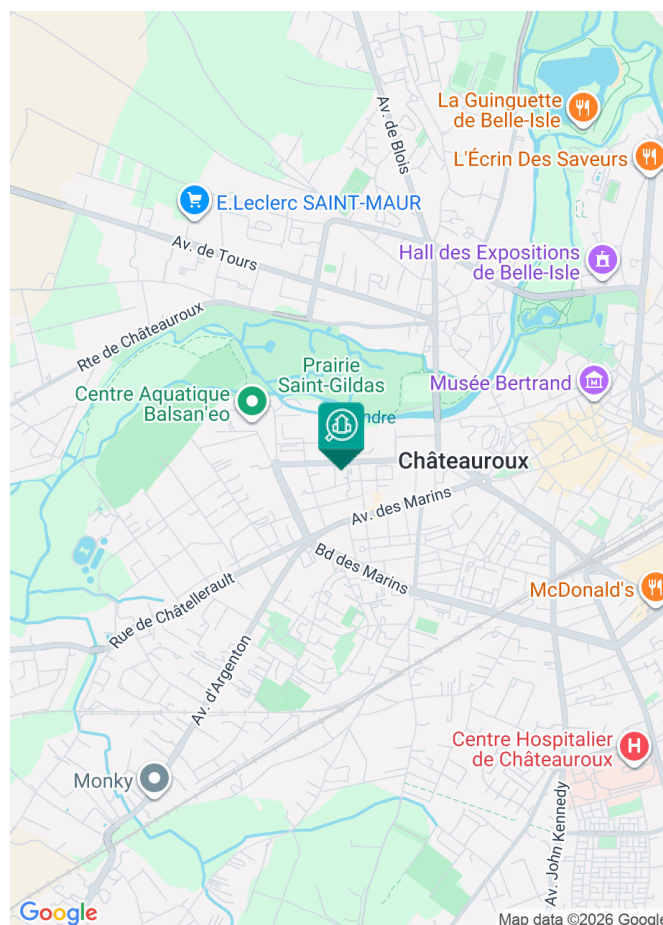 Av. de Blois
La Guinguette
de Belle-Isle
L'Écrin Des Saveurs
E.Leclerc SAINT-MAUR
Av. de Tours
Hall des Expositions
de Belle-Isle
Rte de Châteauroux
Prairie
Saint-Gildas
Centre Aquatique
Balsan'eo
Musée Bertrand
ndre
Châteauroux
Av. des Marins
Bd des Marins
McDonald's
Rue de Châtellerault
Av. d'Argenton
Centre Hospitalier
de Châteauroux
H
Monky
Av. John Kennedy
Google
Map data ©2026 Google